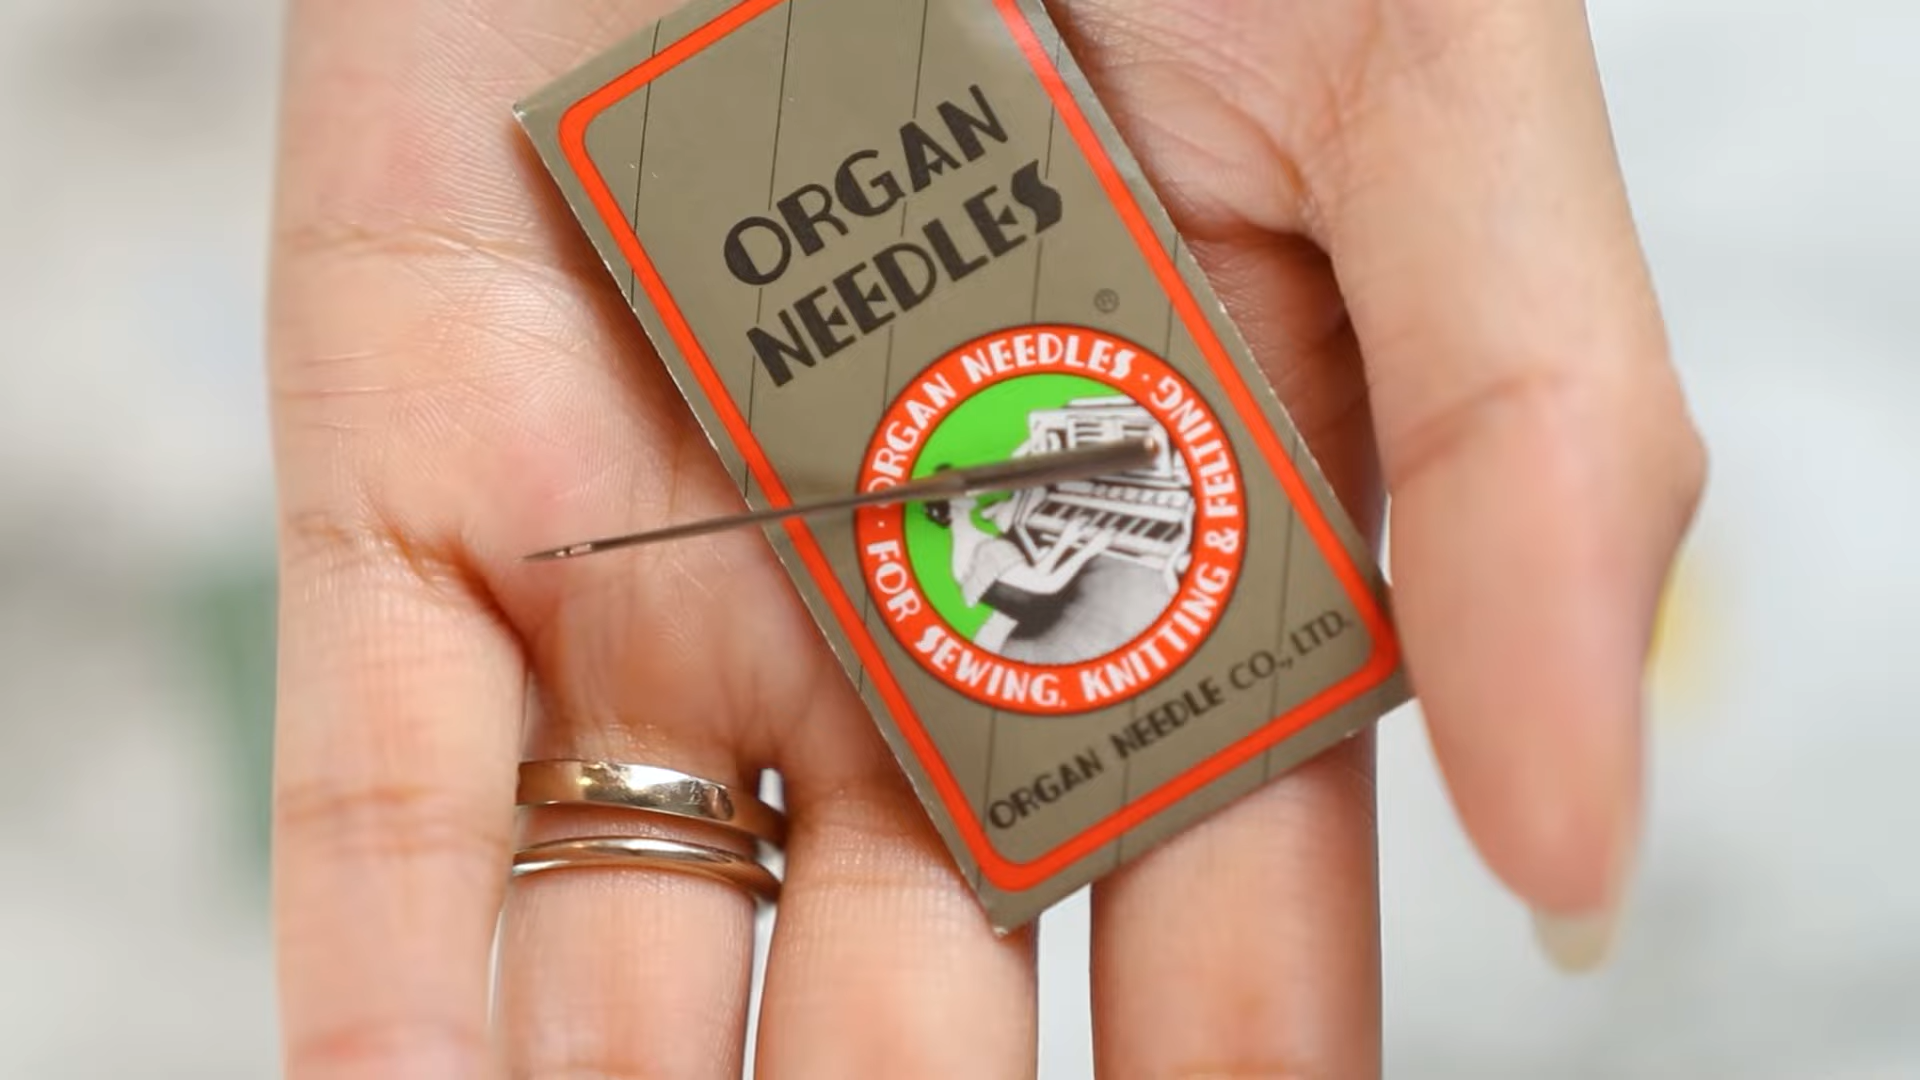 ORGAN
NEEDLES
®
ORGAN NEEDLES · FOR SEWING, KNITTING & FELTING ·
ORGAN NEEDLE CO., LTD.